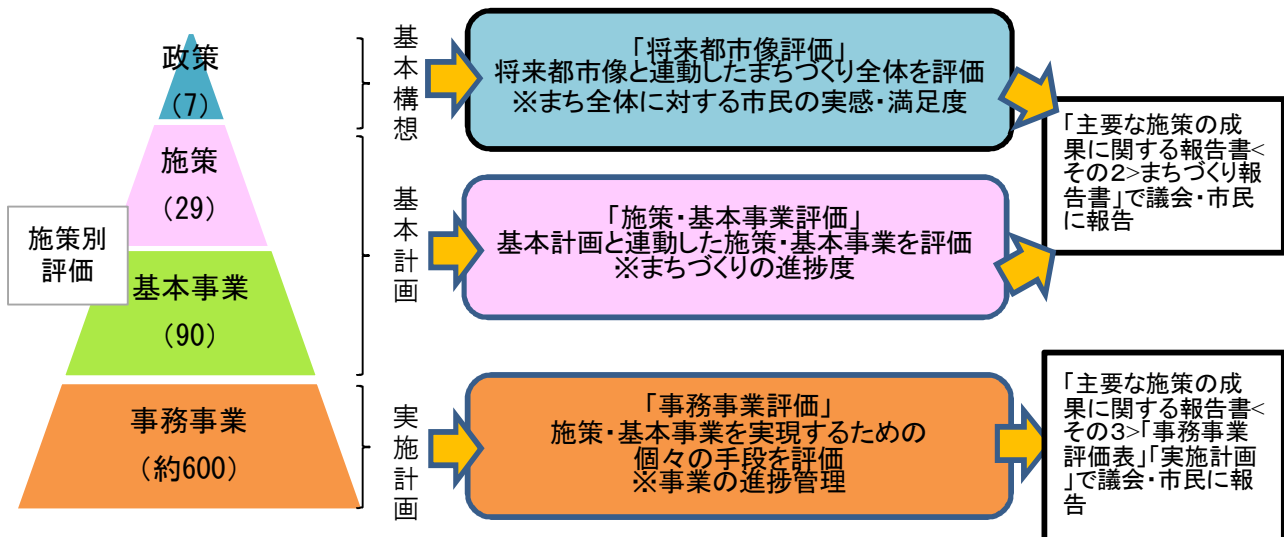 政策
(7)
施策
(29)
施策別
評価
基本事業
(90)
事務事業
(約600)
基本構想
基本計画
実施計画
「将来都市像評価」
将来都市像と連動したまちづくり全体を評価
※まち全体に対する市民の実感・満足度
「施策・基本事業評価」
基本計画と連動した施策・基本事業を評価
※まちづくりの進捗度
「事務事業評価」
施策・基本事業を実現するための
個々の手段を評価
※事業の進捗管理
「主要な施策の成
果に関する報告書<
その2>まちづくり報
告書」で議会・市民
に報告
「主要な施策の成
果に関する報告書<
その3>「事務事業
評価表」「実施計画
」で議会・市民に報
告